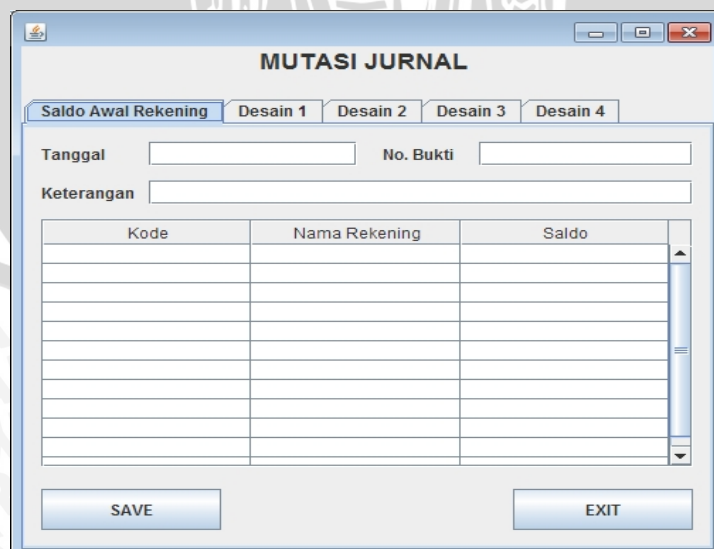 MUTASI JURNAL
Saldo Awal Rekening Desain 1 Desain 2 Desain 3 Desain 4
Tanggal No. Bukti
Keterangan
Kode Nama Rekening Saldo
SAVE EXIT